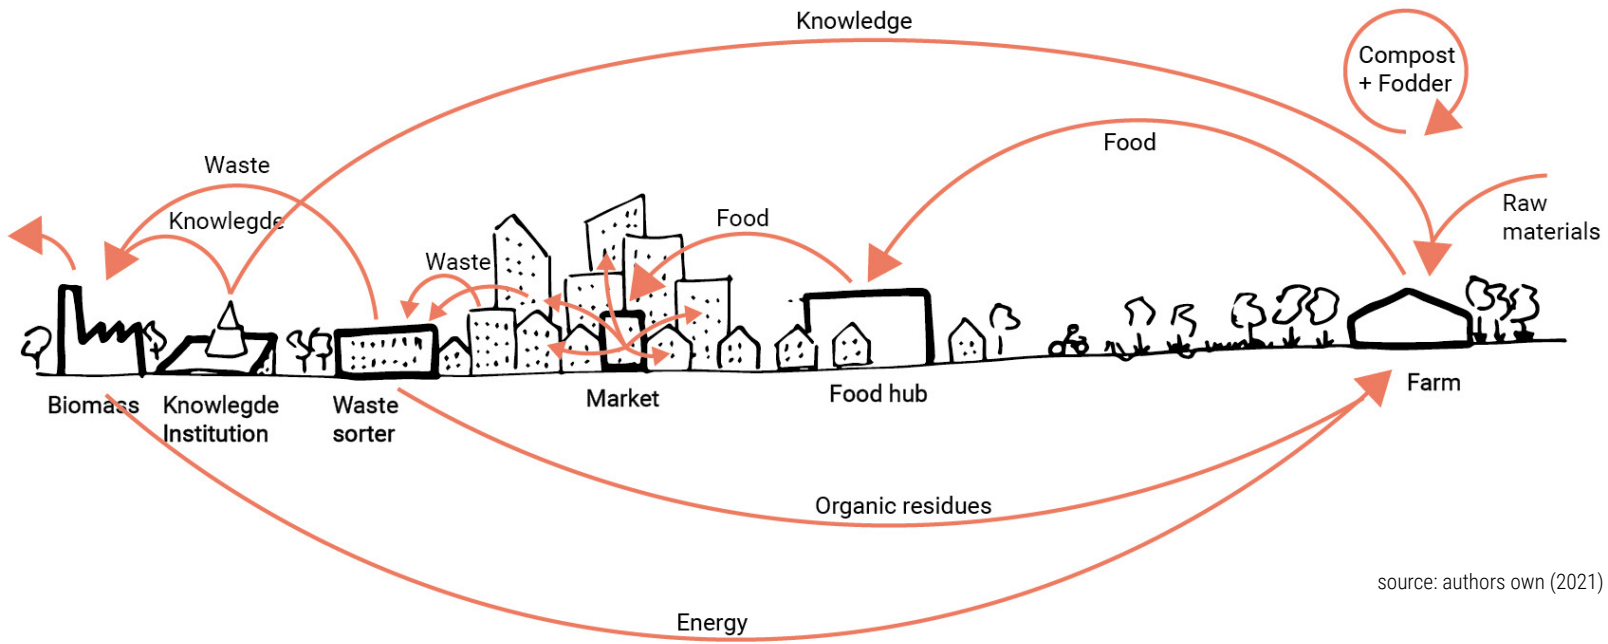 Knowledge
Compost
+ Fodder
Food
Waste
Knowlegde
Food
Raw
materials
Waste
Biomass
Knowlegde
Institution
Waste
sorter
Market
Food hub
Farm
Organic residues
source: authors own (2021)
Energy